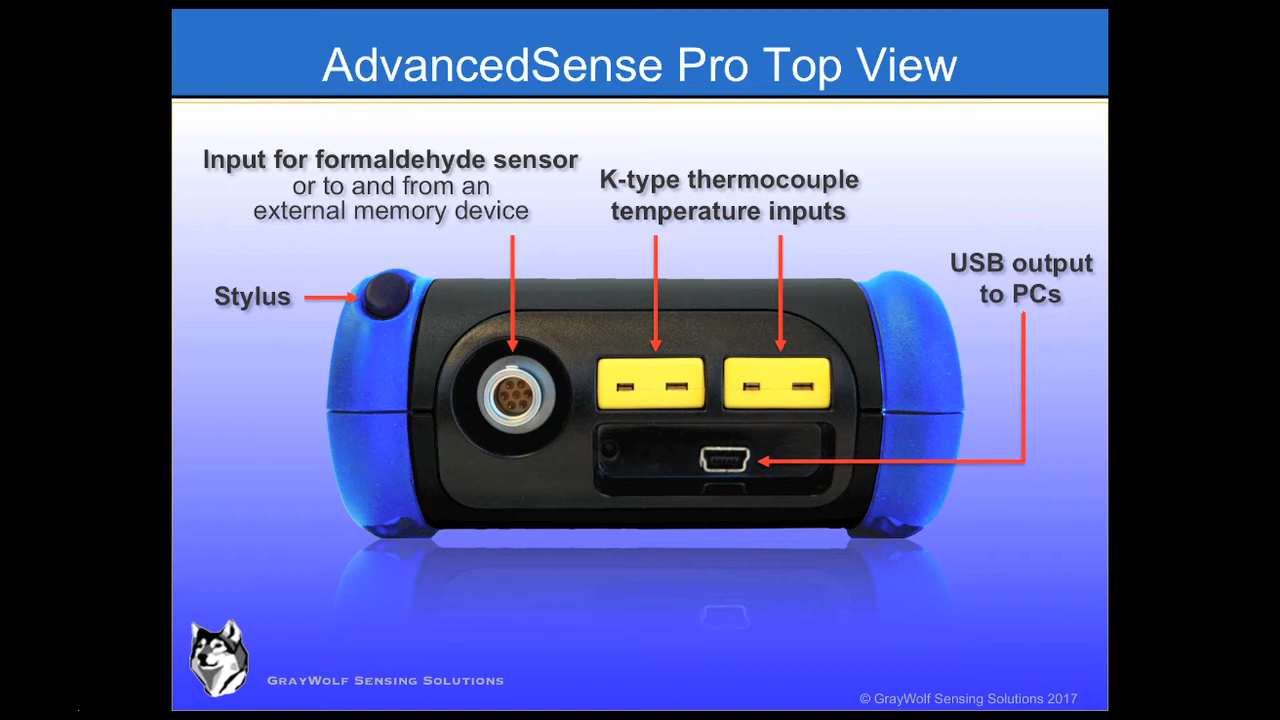 AdvancedSense Pro Top View
Input for formaldehyde sensor
or to and from an
external memory device
K-type thermocouple
temperature inputs
USB output
to PCs
Stylus
GrayWolf Sensing Solutions
© GrayWolf Sensing Solutions 2017